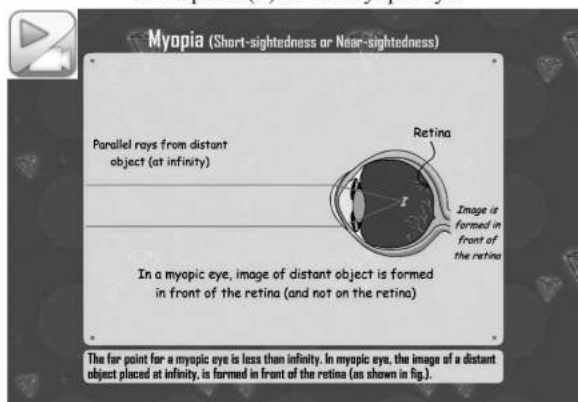 Myopia (Short-sightedness or Near-sightedness)
Parallel rays from distant
object (at infinity)
Retina
I
Image is
formed in
front of
the retina
In a myopic eye, image of distant object is formed
in front of the retina (and not on the retina)
The far point for a myopic eye is less than infinity. In myopic eye, the image of a distant
object placed at infinity, is formed in front of the retina (as shown in fig.).